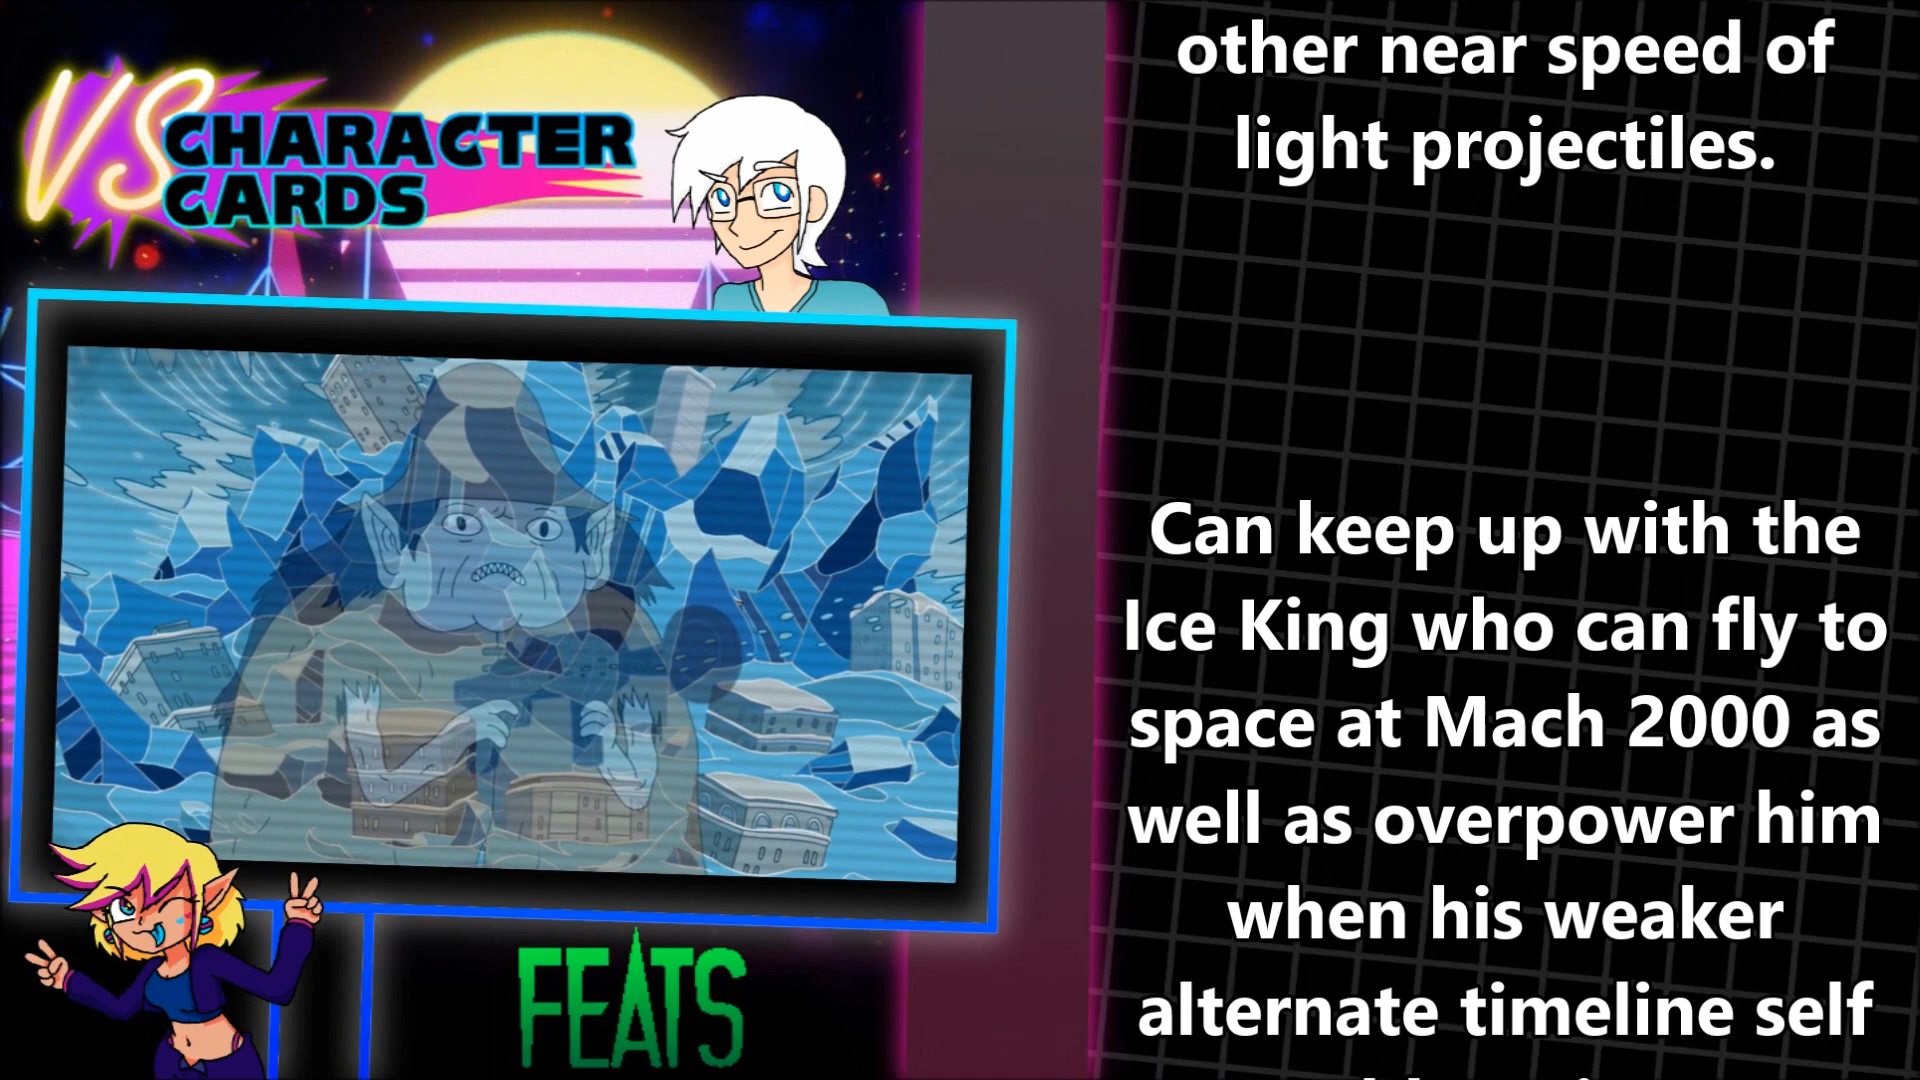 VS CHARACTER
CARDS
FEATS
other near speed of
light projectiles.
Can keep up with the
Ice King who can fly to
space at Mach 2000 as
well as overpower him
when his weaker
alternate timeline self